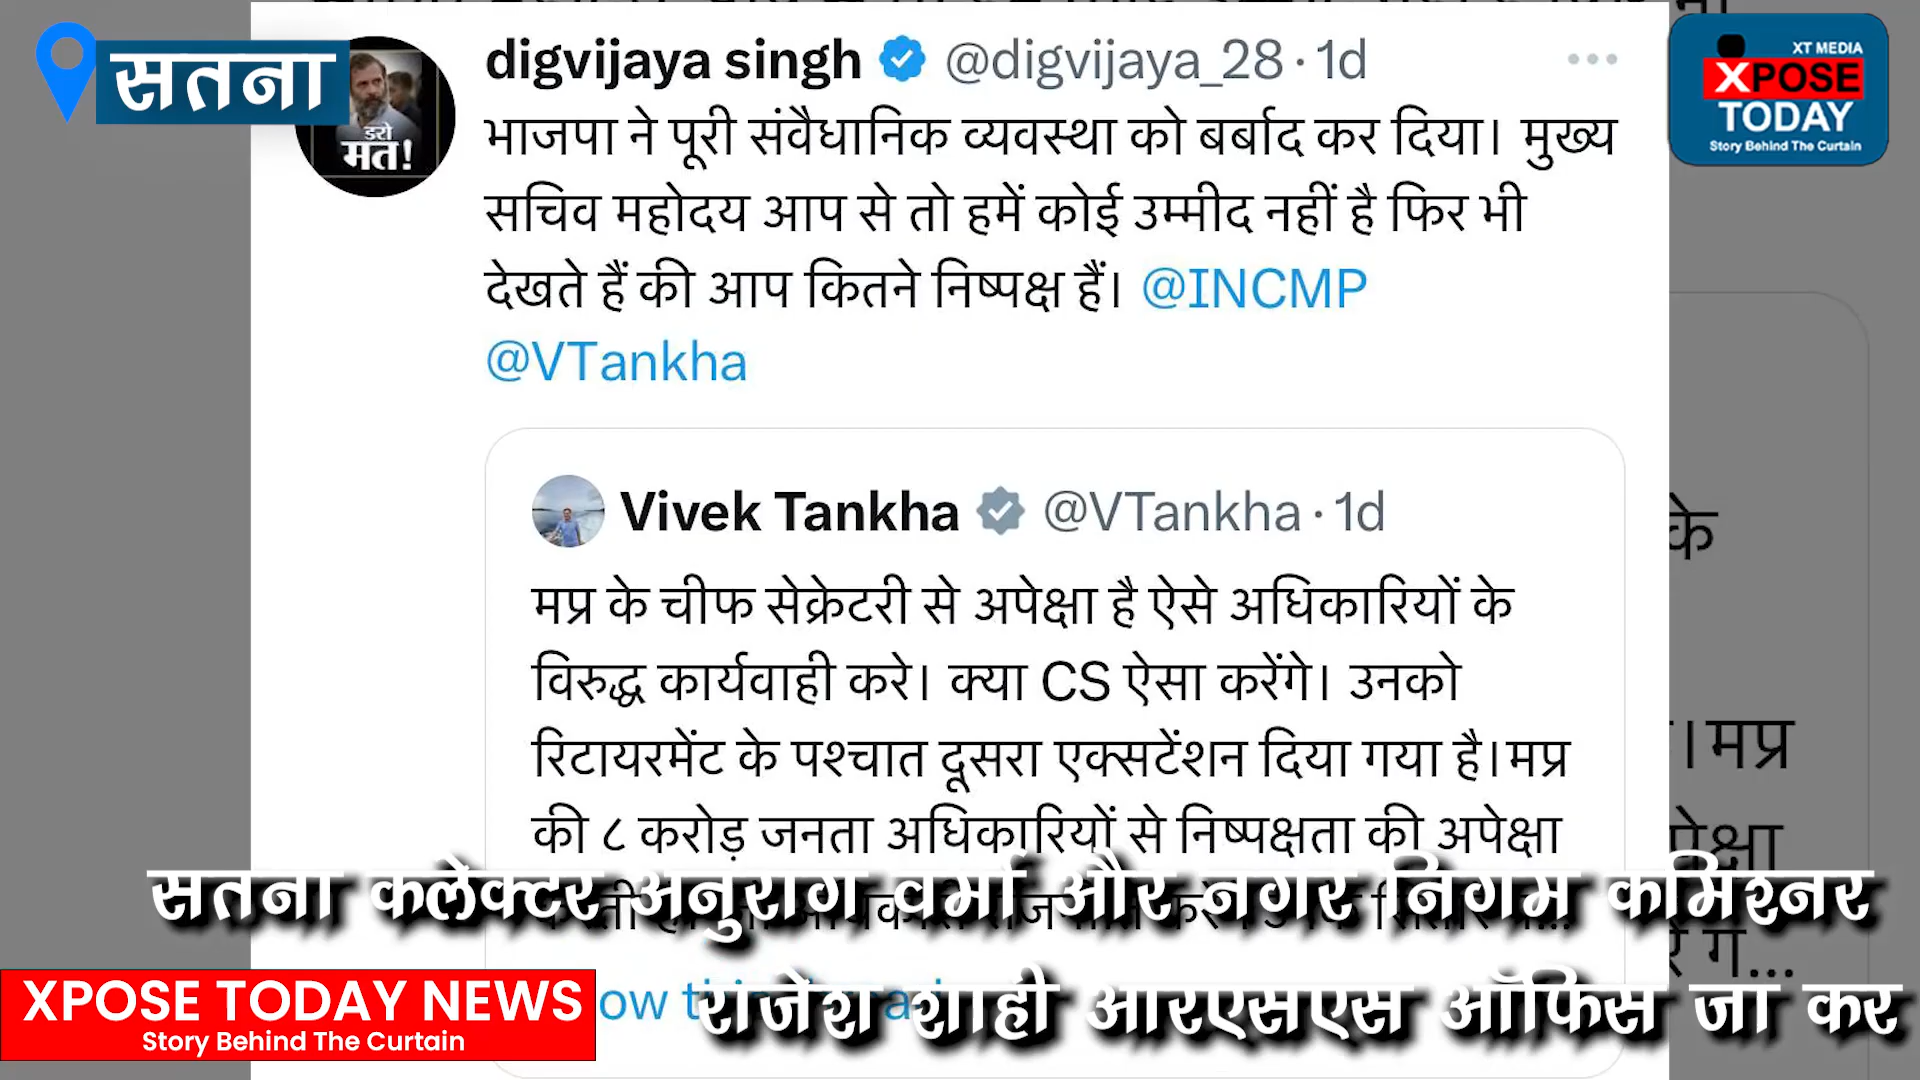 सतना
डरो
मत!
digvijaya singh @digvijaya_28 · 1d
भाजपा ने पूरी संवैधानिक व्यवस्था को बर्बाद कर दिया। मुख्य
सचिव महोदय आप से तो हमें कोई उम्मीद नहीं है फिर भी
देखते हैं की आप कितने निष्पक्ष हैं। @INCMP
@VTankha
XT MEDIA
XPOSE
TODAY
Story Behind The Curtain
Vivek Tankha @VTankha · 1d
मप्र के चीफ सेक्रेटरी से अपेक्षा है ऐसे अधिकारियों के
विरुद्ध कार्यवाही करे। क्या CS ऐसा करेंगे। उनको
रिटायरमेंट के पश्चात दूसरा एक्सटेंशन दिया गया है।मप्र
की ८ करोड़ जनता अधिकारियों से निष्पक्षता की अपेक्षा
के
। मप्र
पेक्षा
सतना कलेक्टर अनुराग वर्मा और नगर निगम कमिश्नर
राजेश शाही आरएसएस ऑफिस जा कर
XPOSE TODAY NEWS
Story Behind The Curtain